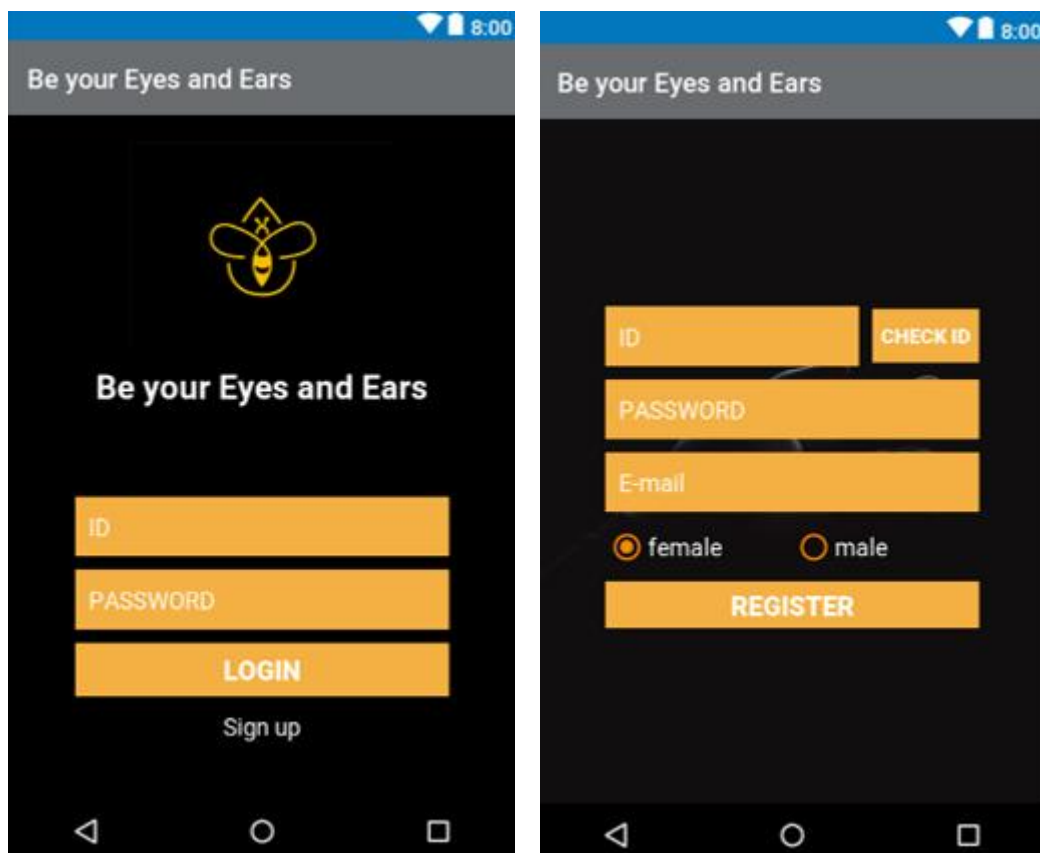 8:00
Be your Eyes and Ears
Be your Eyes and Ears
ID
PASSWORD
LOGIN
Sign up
8:00
Be your Eyes and Ears
ID
CHECK ID
PASSWORD
E-mail
female male
REGISTER